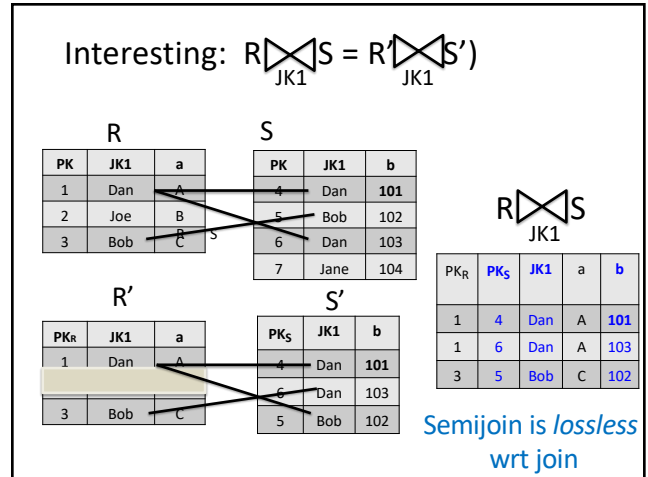 Interesting: R⋈S = R'⋈S')
JK1 JK1
R
PK JK1 a
1 Dan A
2 Joe B
3 Bob C
R S
S
PK JK1 b
4 Dan 101
5 Bob 102
6 Dan 103
7 Jane 104
R⋈S
JK1
PKR PKS JK1 a b
1 4 Dan A 101
1 6 Dan A 103
3 5 Bob C 102
R'
PKR JK1 a
1 Dan A
3 Bob C
S'
PKS JK1 b
4 Dan 101
6 Dan 103
5 Bob 102
Semijoin is lossless
wrt join